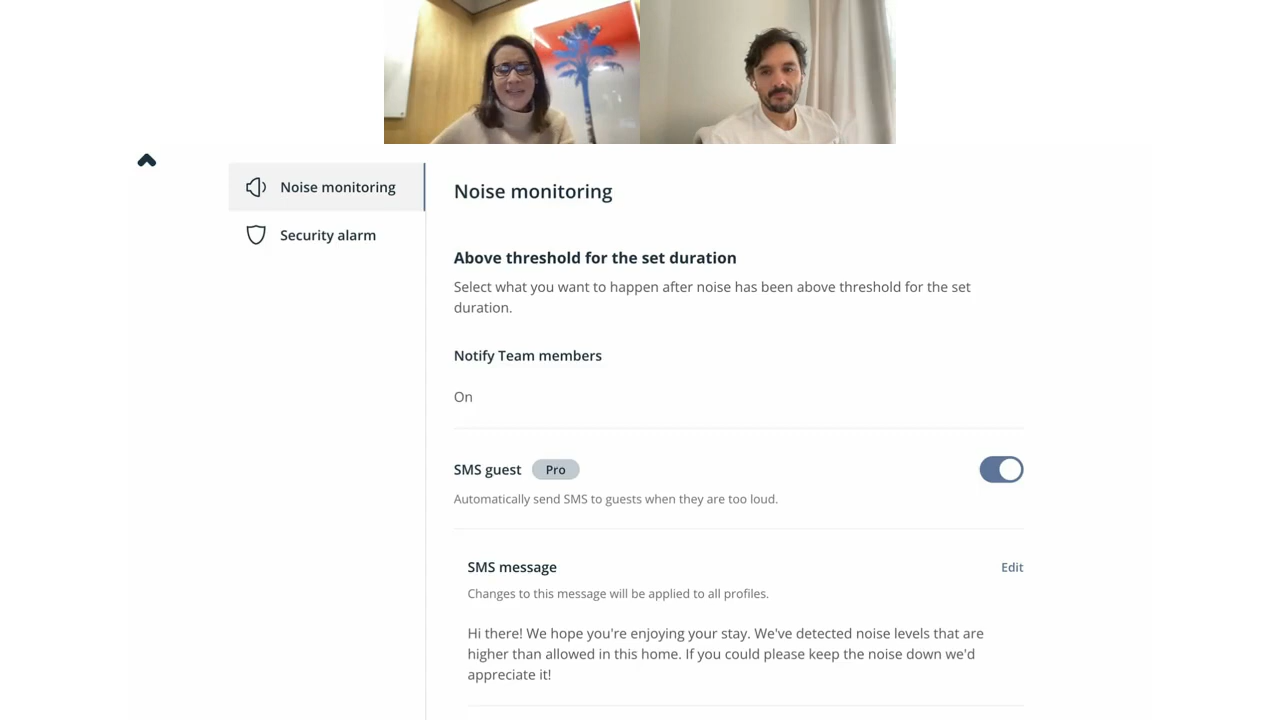 Noise monitoring
Security alarm
Noise monitoring
Above threshold for the set duration
Select what you want to happen after noise has been above threshold for the set
duration.
Notify Team members
On
SMS guest Pro
Automatically send SMS to guests when they are too loud.
SMS message Edit
Changes to this message will be applied to all profiles.
Hi there! We hope you're enjoying your stay. We've detected noise levels that are
higher than allowed in this home. If you could please keep the noise down we'd
appreciate it!